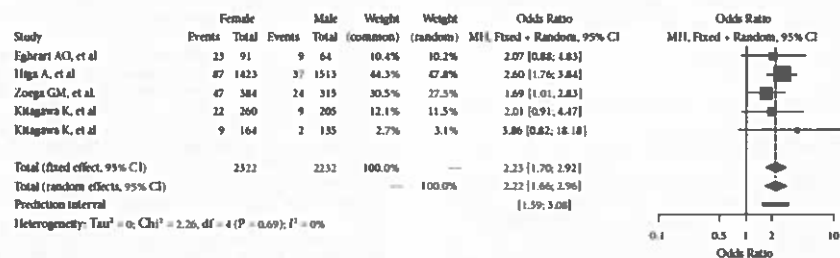 Female Male Weight Weight Odds Ratio Odds Ratio
Study Events Total Events Total (common) (random) MH, Fixed + Random, 95% CI MH, Fixed + Random, 95% CI
Eghrari AO, et al 23 91 9 64 10.4% 10.2% 2.07 [0.88; 4.83]
Higa A, et al 87 1423 37 1513 44.3% 47.8% 2.60 [1.76; 3.84]
Zoega GM, et al. 47 384 24 315 30.5% 27.5% 1.69 [1.01; 2.83]
Kitagawa K, et al 22 260 9 205 12.1% 11.5% 2.01 [0.91; 4.47]
Kitagawa K, et al 9 164 2 135 2.7% 3.1% 3.86 [0.82; 18.18]
Total (fixed effect, 95% CI) 2322 2232 100.0% — 2.23 [1.70; 2.92]
Total (random effects, 95% CI) — 100.0% 2.22 [1.66; 2.96]
Prediction Interval [1.59; 3.08]
Heterogeneity: Tau² = 0; Chi² = 2.26, df = 4 (P = 0.69); I² = 0%
0.1 0.5 1 2 10
Odds Ratio